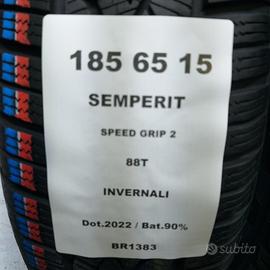 185 65 15
SEMPERIT
SPEED GRIP 2
88T
INVERNALI
Dot.2022 / Bat.90%
BR1383
subito